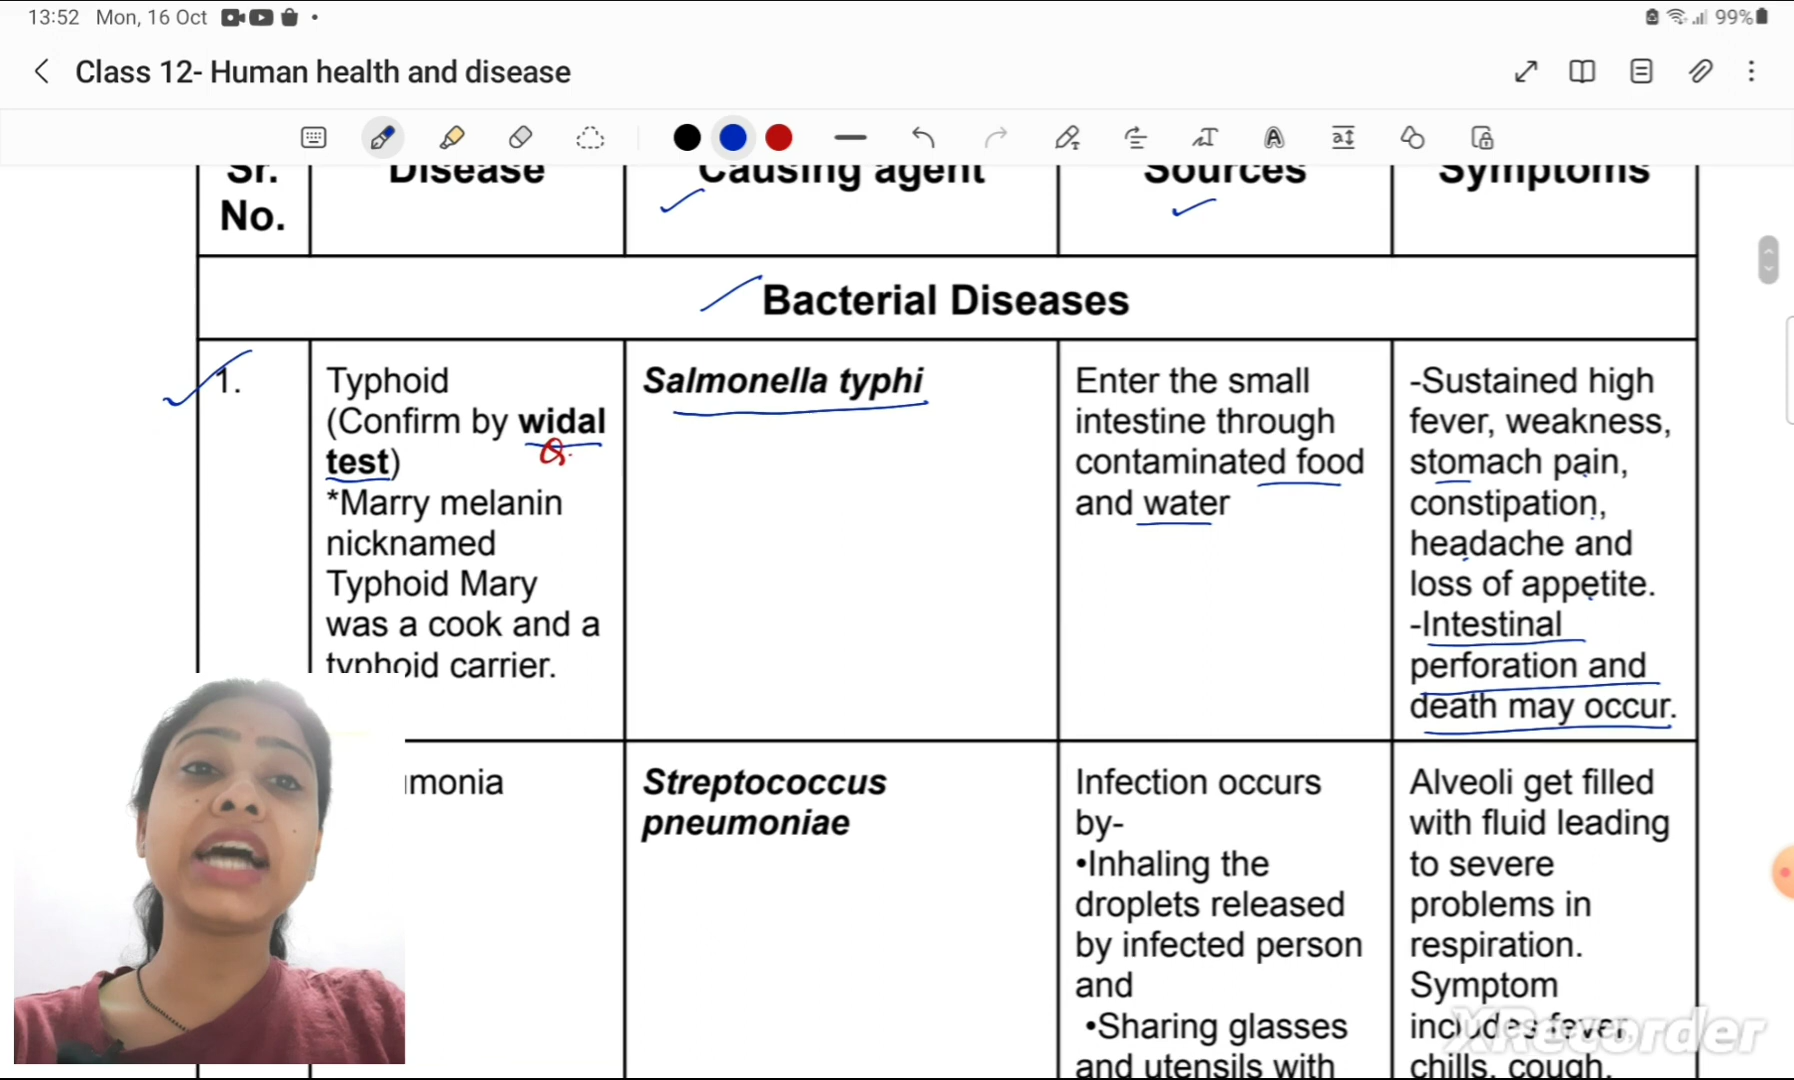 13:52 Mon, 16 Oct
99%
Class 12- Human health and disease
Sr. No.
Disease
Causing agent
Sources
Symptoms
Bacterial Diseases
1.
Typhoid
(Confirm by widal
test)
*Marry melanin
nicknamed
Typhoid Mary
was a cook and a
typhoid carrier.
Q.
Salmonella typhi
Enter the small
intestine through
contaminated food
and water
-Sustained high
fever, weakness,
stomach pain,
constipation,
headache and
loss of appetite.
-Intestinal
perforation and
death may occur.
monia
Streptococcus
pneumoniae
Infection occurs
by-
•Inhaling the
droplets released
by infected person
and
•Sharing glasses
and utensils with
Alveoli get filled
with fluid leading
to severe
problems in
respiration.
Symptom
includes fever,
chills, cough,
XRecorder